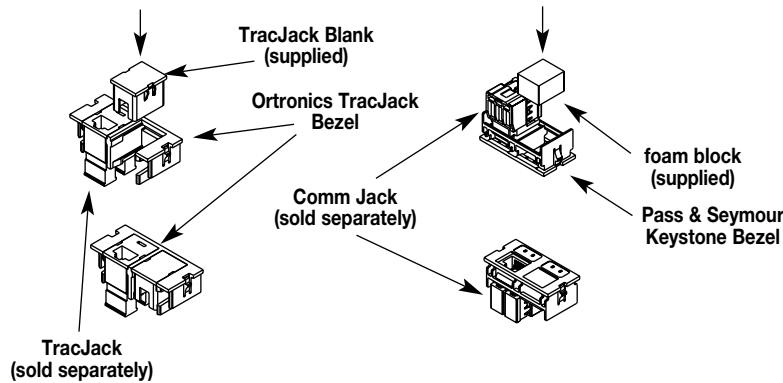 TracJack Blank
(supplied)
Ortronics TracJack
Bezel
TracJack
(sold separately)
Comm Jack
(sold separately)
foam block
(supplied)
Pass & Seymour
Keystone Bezel